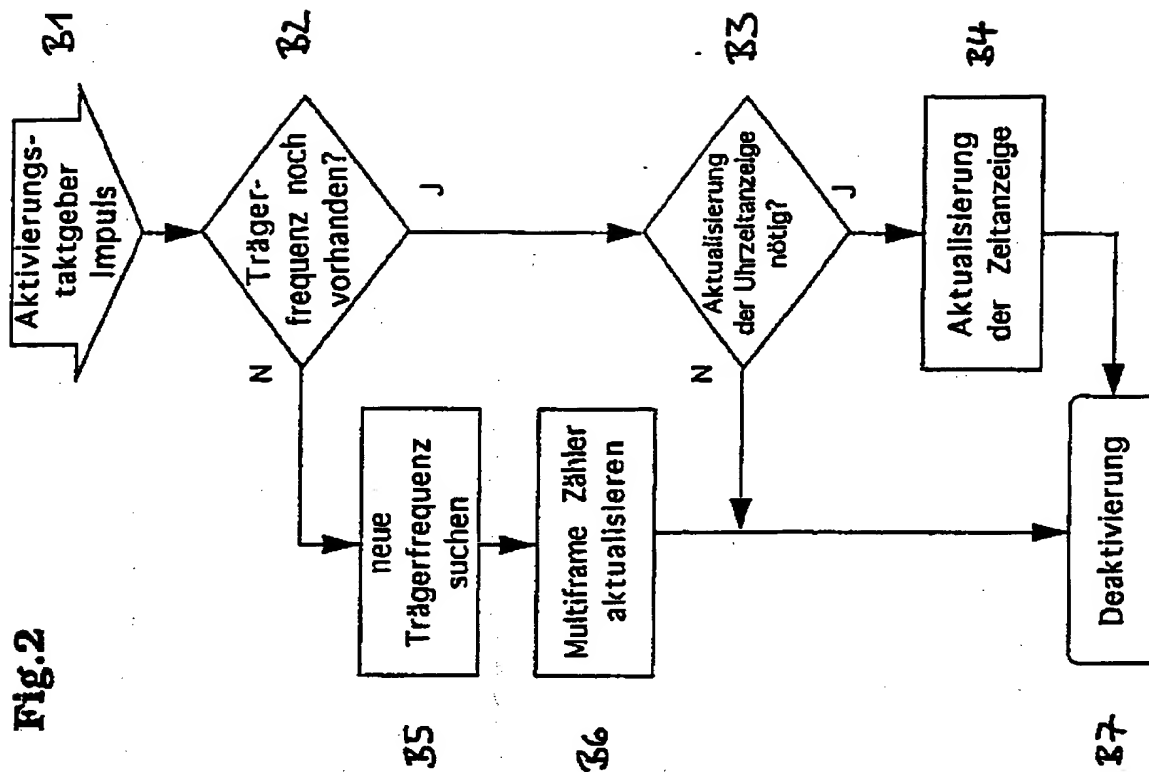 Fig.2
Aktivierungs-
taktgeber
Impuls
B1
Träger-
frequenz noch
vorhanden?
B2
N
J
neue
Trägerfrequenz
suchen
B5
Multiframe Zähler
aktualisieren
B6
Aktualisierung
der Uhrzeitanzeige
nötig?
B3
N
J
Aktualisierung
der Zeitanzeige
B4
Deaktivierung
B7